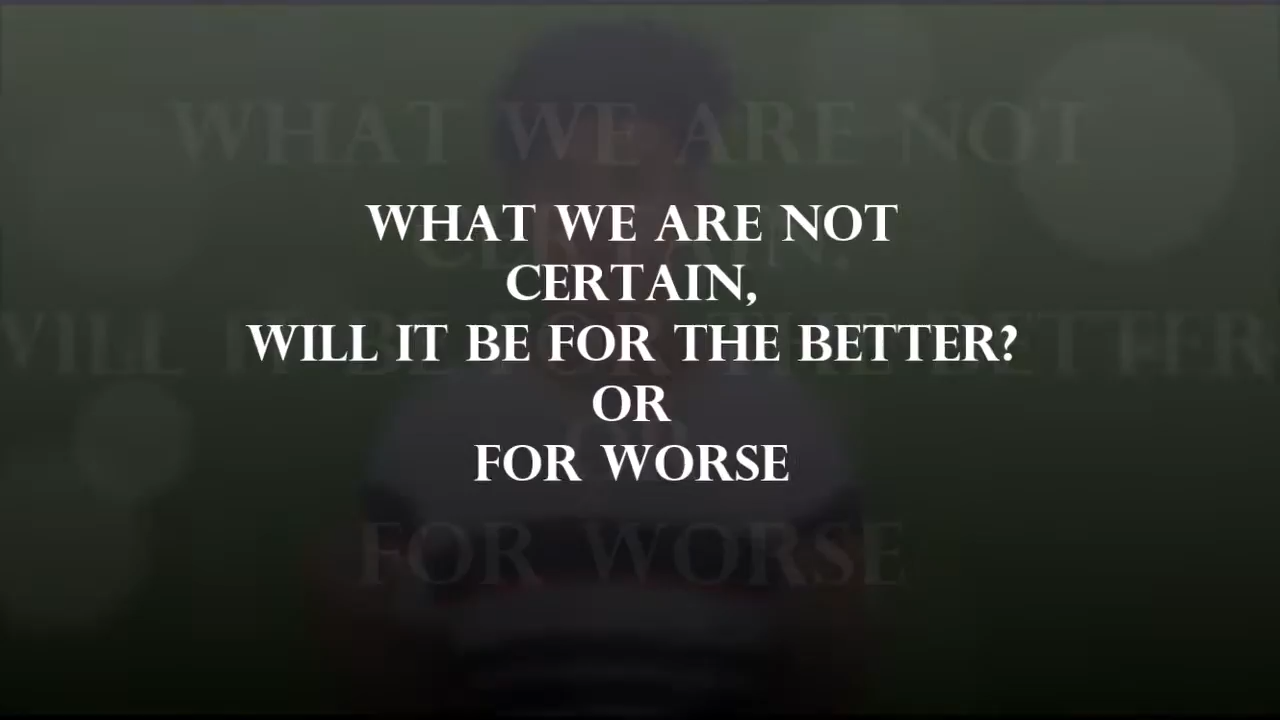 WHAT WE ARE NOT
CERTAIN,
WILL IT BE FOR THE BETTER?
OR
FOR WORSE